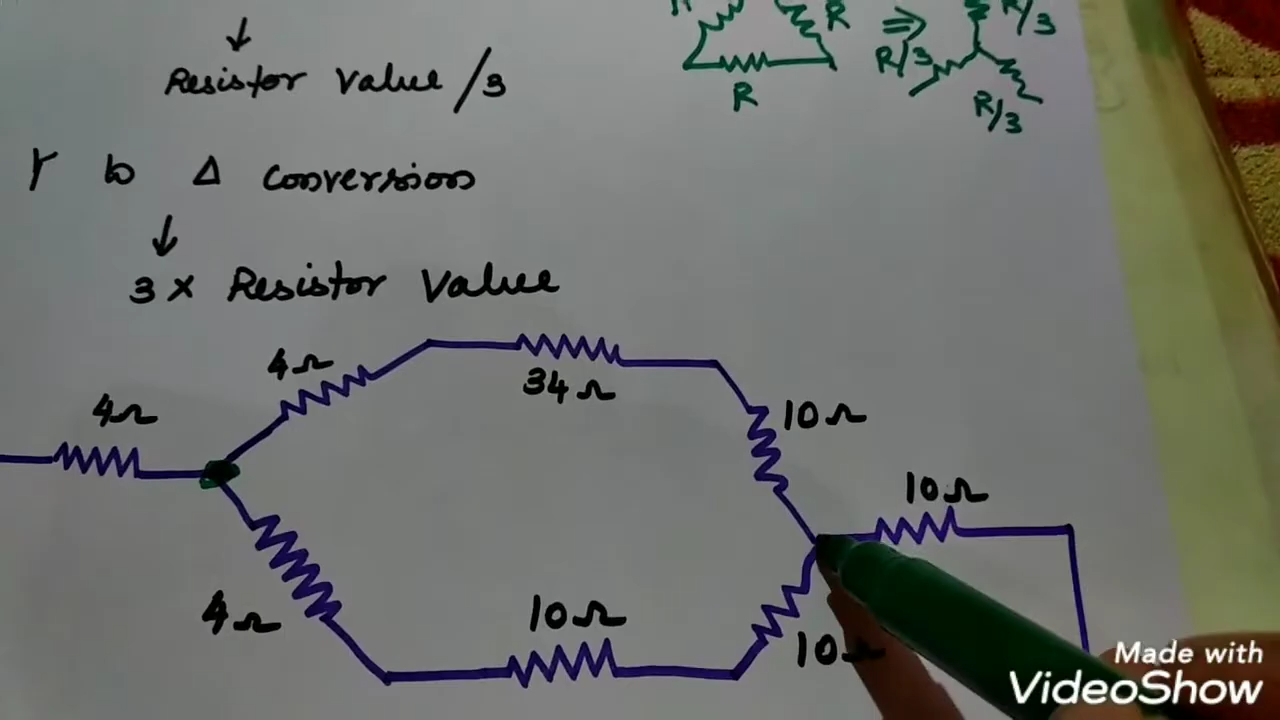 R/3
R
R/3
R
R/3
Resistor Value /3
Y to Δ conversion
3 x Resistor Value
4Ω
4Ω
34Ω
10Ω
10Ω
4Ω
10Ω
10Ω
Made with
VideoShow